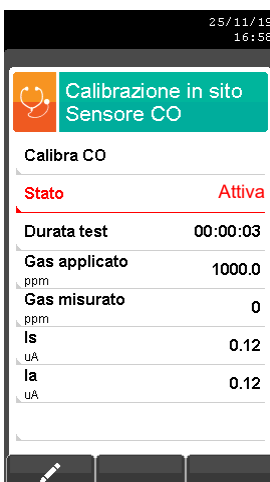 25/11/19
16:58
Calibrazione in sito
Sensore CO
Calibra CO
Stato Attiva
Durata test 00:00:03
Gas applicato 1000.0
ppm
Gas misurato 0
ppm
Is 0.12
uA
Ia 0.12
uA